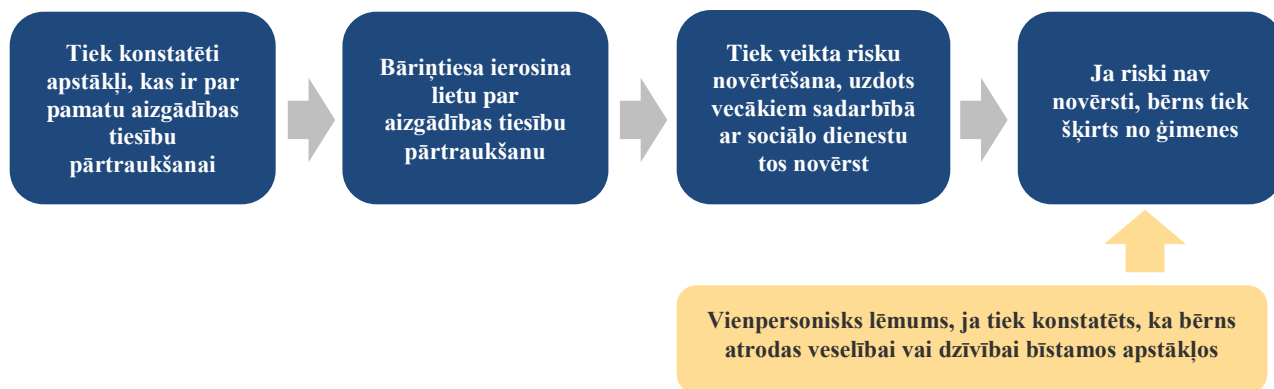 Tiek konstatēti
apstākļi, kas ir par
pamatu aizgādības
tiesību
pārtraukšanai
Bāriņtiesa ierosina
lietu par
aizgādības tiesību
pārtraukšanu
Tiek veikta risku
novērtēšana, uzdots
vecākiem sadarbībā
ar sociālo dienestu
tos novērst
Ja riski nav
novērsti, bērns tiek
šķirts no ģimenes
Vienpersonisks lēmums, ja tiek konstatēts, ka bērns
atrodas veselībai vai dzīvībai bīstamos apstākļos